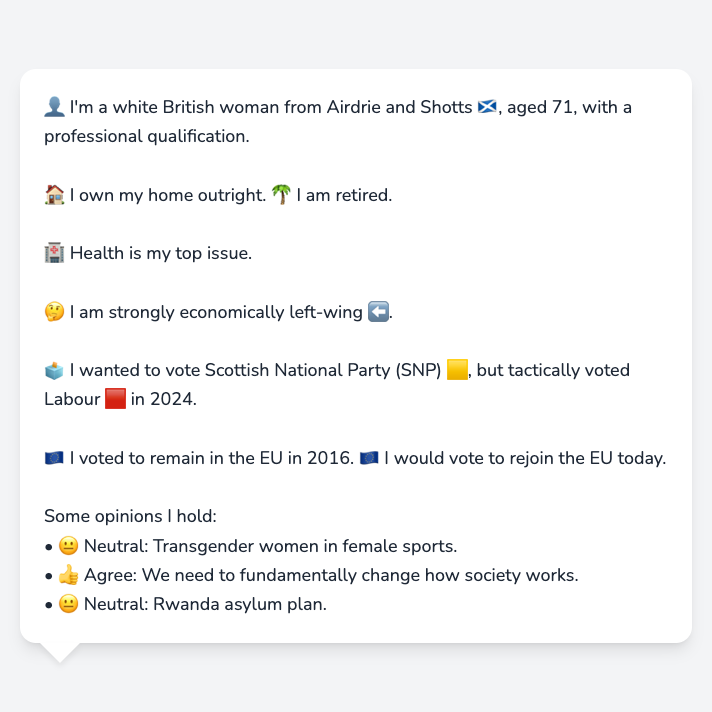 👤 I'm a white British woman from Airdrie and Shotts 🏴󠁧󠁢󠁳󠁣󠁴󠁿, aged 71, with a
professional qualification.
🏠 I own my home outright. 🌴 I am retired.
🏥 Health is my top issue.
🤔 I am strongly economically left-wing ⬅️.
🗳️ I wanted to vote Scottish National Party (SNP) 🟨, but tactically voted
Labour 🟥 in 2024.
🇪🇺 I voted to remain in the EU in 2016. 🇪🇺 I would vote to rejoin the EU today.
Some opinions I hold:
• 😐 Neutral: Transgender women in female sports.
• 👍 Agree: We need to fundamentally change how society works.
• 😐 Neutral: Rwanda asylum plan.